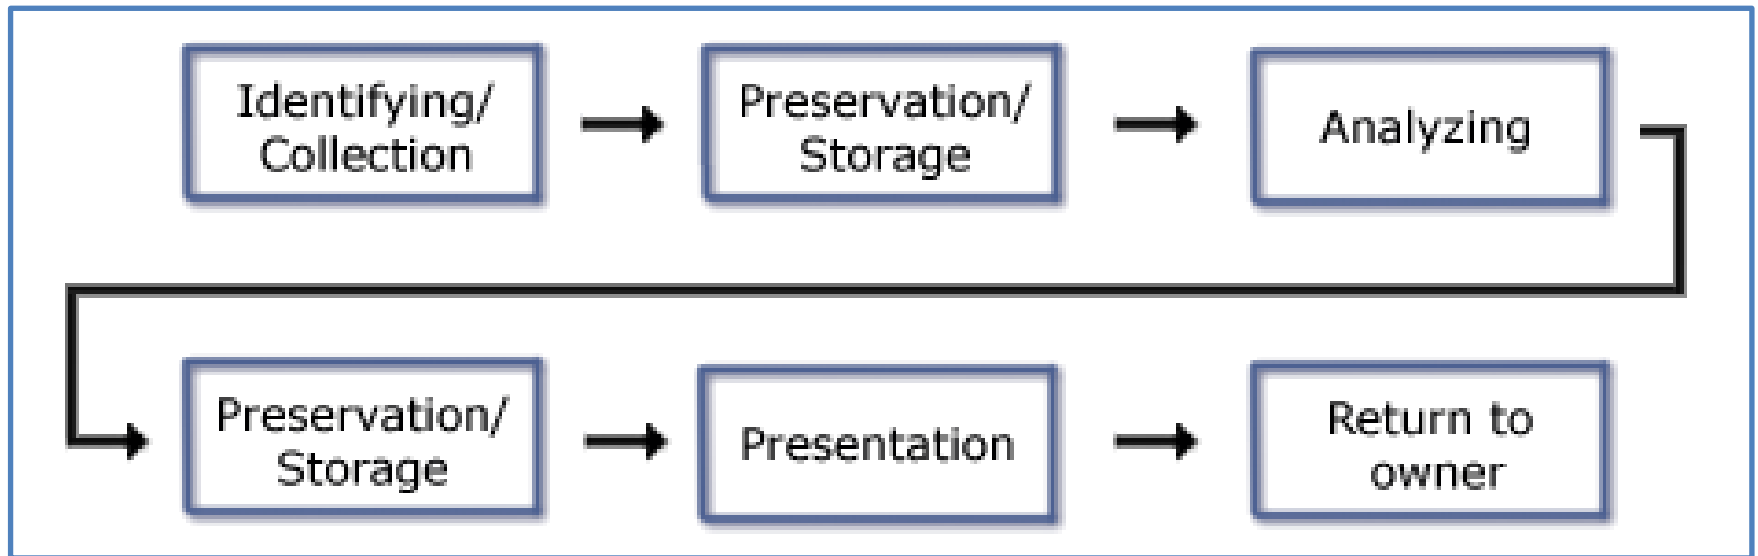 Identifying/
Collection
Preservation/
Storage
Analyzing
Preservation/
Storage
Presentation
Return to
owner